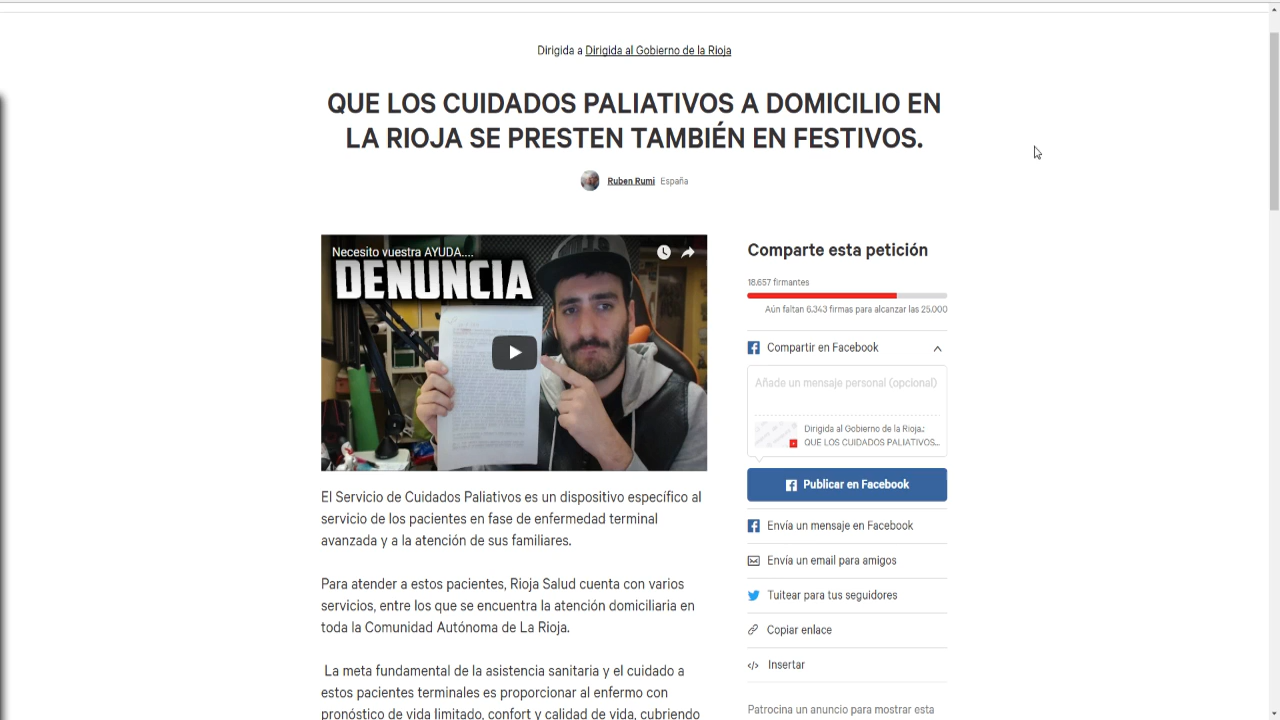 Dirigida a Dirigida al Gobierno de la Rioja
QUE LOS CUIDADOS PALIATIVOS A DOMICILIO EN
LA RIOJA SE PRESTEN TAMBIÉN EN FESTIVOS.
Ruben Rumi España
Necesito vuestra AYUDA....
DENUNCIA
El Servicio de Cuidados Paliativos es un dispositivo específico al
servicio de los pacientes en fase de enfermedad terminal
avanzada y a la atención de sus familiares.
Para atender a estos pacientes, Rioja Salud cuenta con varios
servicios, entre los que se encuentra la atención domiciliaria en
toda la Comunidad Autónoma de La Rioja.
La meta fundamental de la asistencia sanitaria y el cuidado a
estos pacientes terminales es proporcionar al enfermo con
pronóstico de vida limitado, confort y calidad de vida, cubriendo
Comparte esta petición
18.657 firmantes
Aún faltan 6.343 firmas para alcanzar las 25.000
Compartir en Facebook
Añade un mensaje personal (opcional)
Dirigida al Gobierno de la Rioja:
QUE LOS CUIDADOS PALIATIVOS...
Publicar en Facebook
Envía un mensaje en Facebook
Envía un email para amigos
Tuitear para tus seguidores
Copiar enlace
Insertar
Patrocina un anuncio para mostrar esta